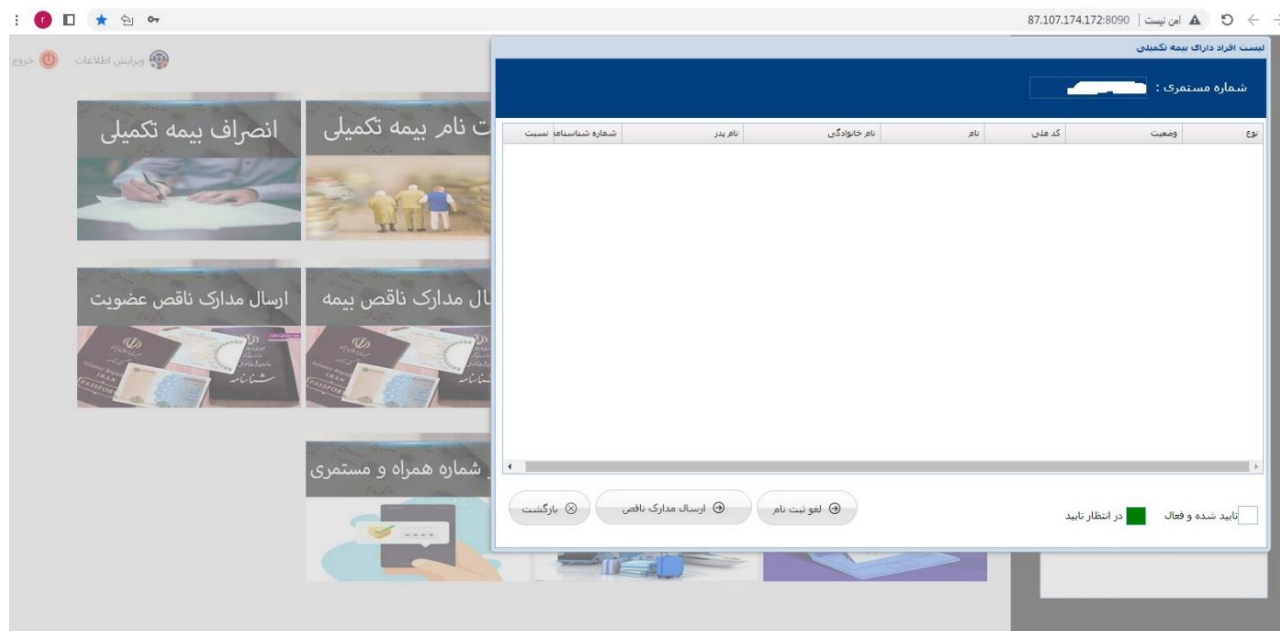 87.107.174.172:8090 | امن نیست
لیست افراد دارای بیمه تکمیلی
ویرایش اطلاعات
خروج
شماره مستمری :
نوع وضعیت کد ملی نام نام خانوادگی نام پدر شماره شناسنامه نسبت
ت نام بیمه تکمیلی
انصراف بیمه تکمیلی
ال مدارک ناقص بیمه
ارسال مدارک ناقص عضویت
شماره همراه و مستمری
تایید شده و فعال
در انتظار تایید
لغو ثبت نام
ارسال مدارک ناقص
بازگشت